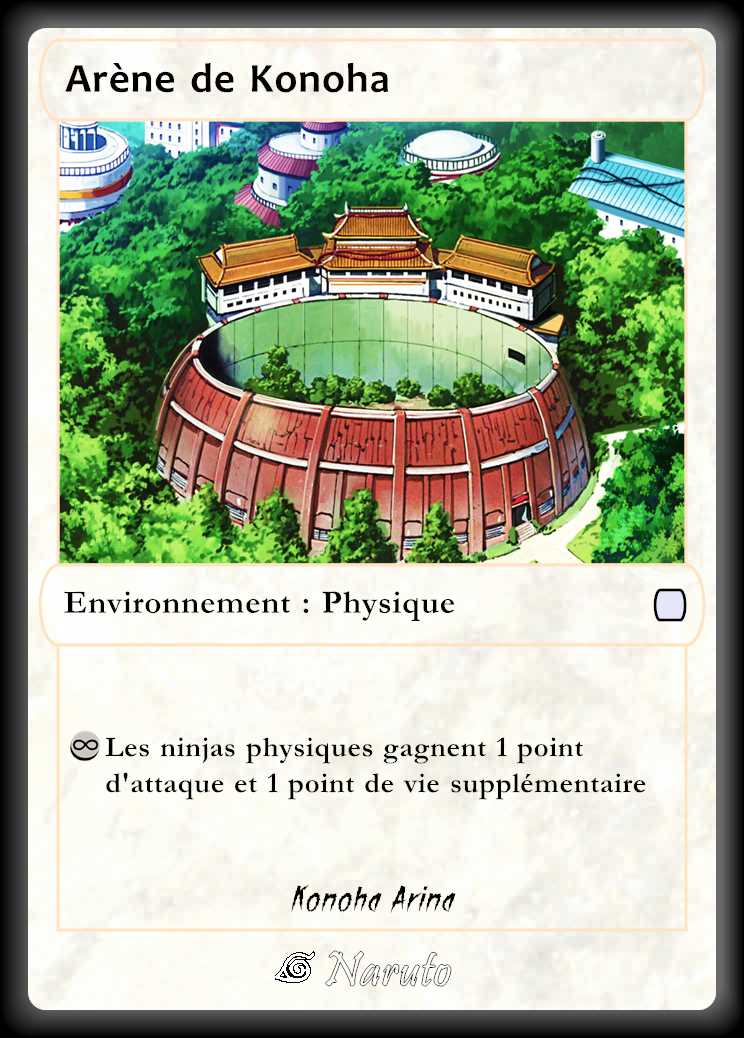 Arène de Konoha
Environnement : Physique
∞ Les ninjas physiques gagnent 1 point
d'attaque et 1 point de vie supplémentaire
Konoha Arina
Naruto